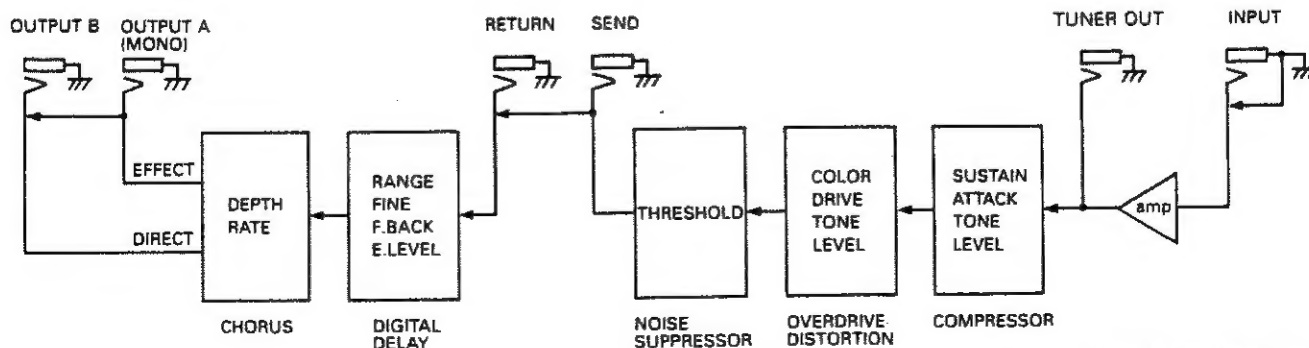 OUTPUT B
OUTPUT A
(MONO)
RETURN
SEND
TUNER OUT
INPUT
EFFECT
DIRECT
DEPTH
RATE
RANGE
FINE
F.BACK
E.LEVEL
THRESHOLD
COLOR
DRIVE
TONE
LEVEL
SUSTAIN
ATTACK
TONE
LEVEL
amp
CHORUS
DIGITAL
DELAY
NOISE
SUPPRESSOR
OVERDRIVE-
DISTORTION
COMPRESSOR